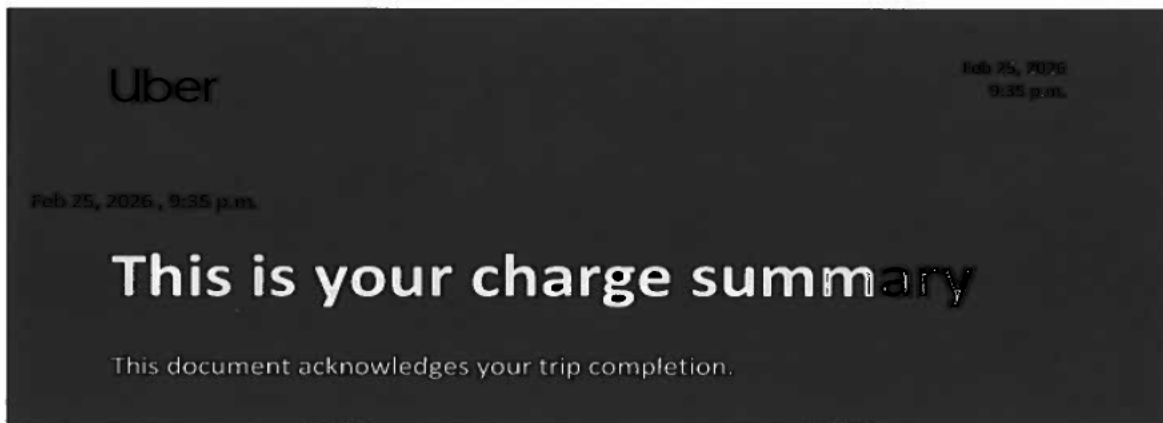 Uber
Feb 25, 2026
9:35 p.m.
Feb 25, 2026 , 9:35 p.m.
This is your charge summary
This document acknowledges your trip completion.